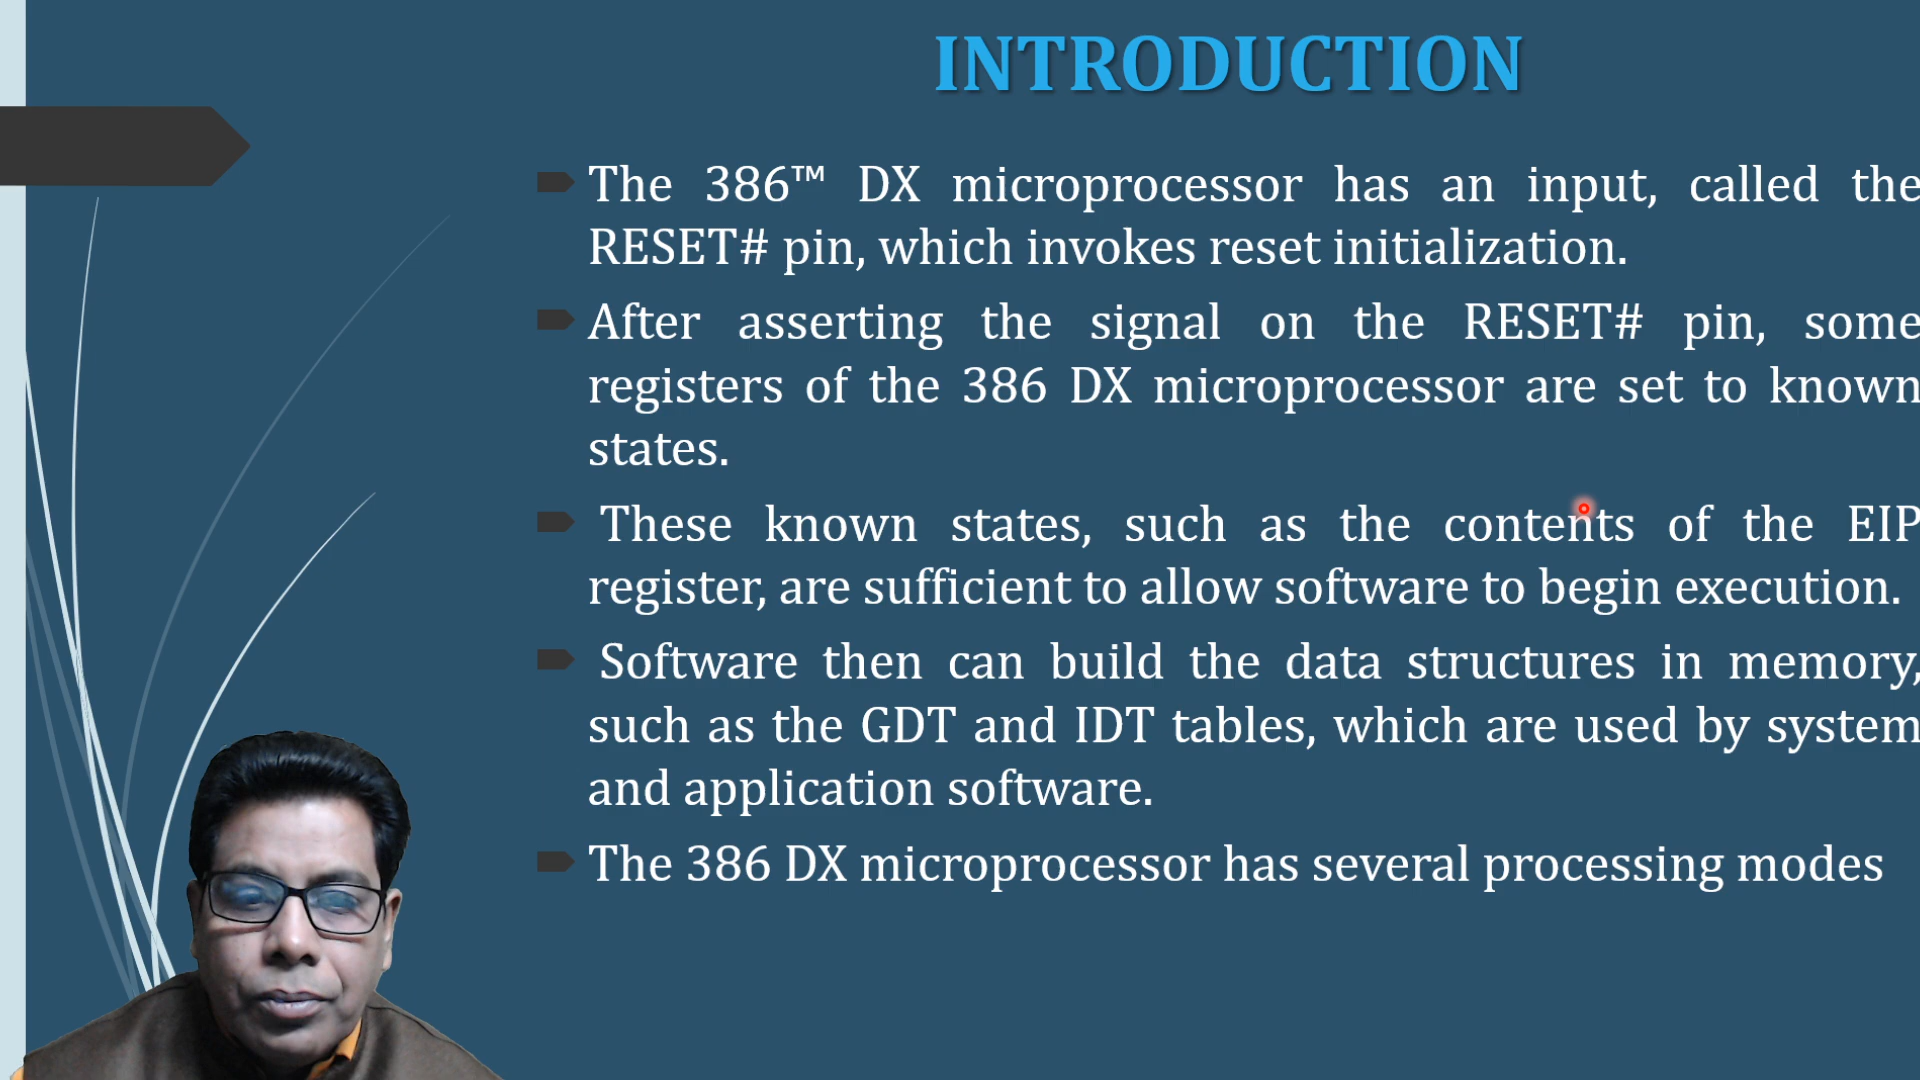 INTRODUCTION
The 386™ DX microprocessor has an input, called the
RESET# pin, which invokes reset initialization.
After asserting the signal on the RESET# pin, some
registers of the 386 DX microprocessor are set to known
states.
These known states, such as the contents of the EIP
register, are sufficient to allow software to begin execution.
Software then can build the data structures in memory,
such as the GDT and IDT tables, which are used by system
and application software.
The 386 DX microprocessor has several processing modes